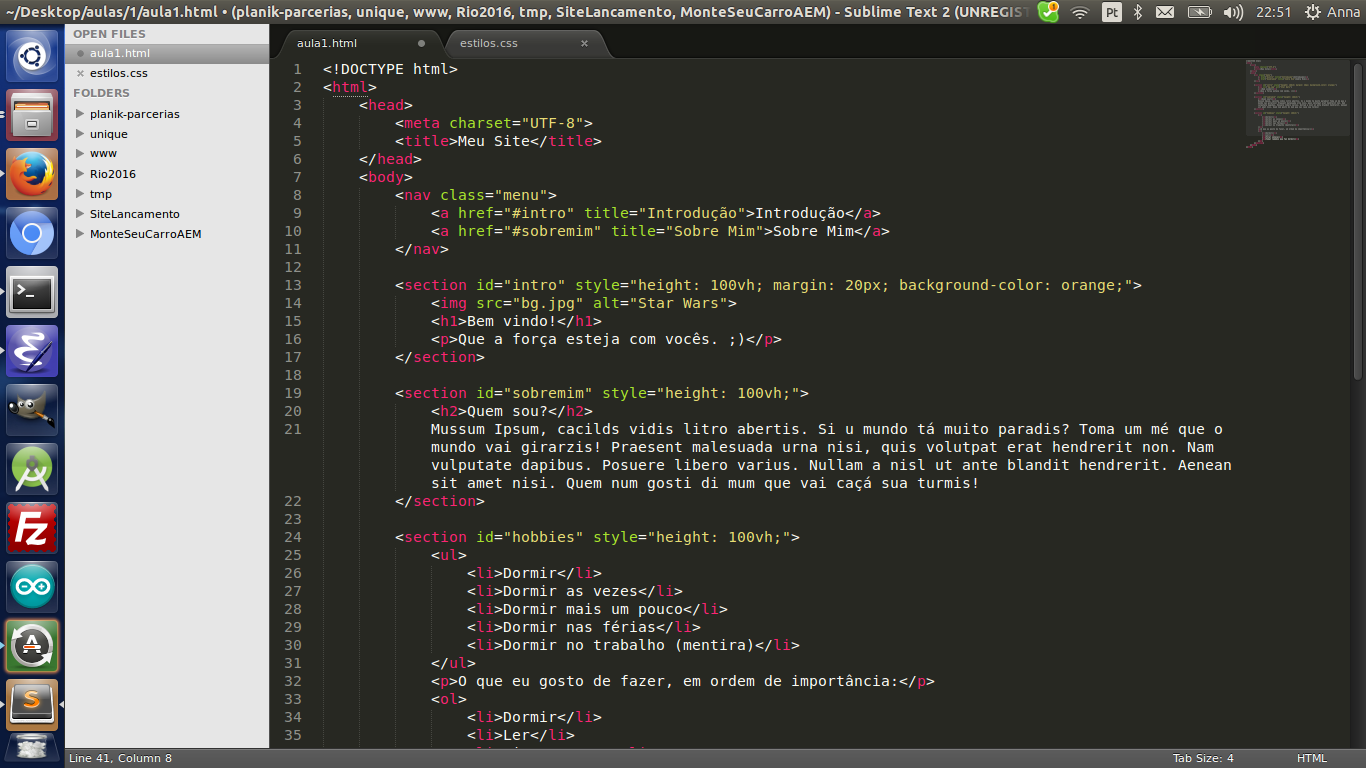 ~/Desktop/aulas/1/aula1.html • (planik-parcerias, unique, www, Rio2016, tmp, SiteLancamento, MonteSeuCarroAEM) - Sublime Text 2 (UNREGIST
Pt
22:51
Anna
OPEN FILES
aula1.html
estilos.css
FOLDERS
planik-parcerias
unique
www
Rio2016
tmp
SiteLancamento
MonteSeuCarroAEM
aula1.html
estilos.css
1 <!DOCTYPE html>
2 <html>
3 <head>
4 <meta charset="UTF-8">
5 <title>Meu Site</title>
6 </head>
7 <body>
8 <nav class="menu">
9 <a href="#intro" title="Introdução">Introdução</a>
10 <a href="#sobremim" title="Sobre Mim">Sobre Mim</a>
11 </nav>
12
13 <section id="intro" style="height: 100vh; margin: 20px; background-color: orange;">
14 <img src="bg.jpg" alt="Star Wars">
15 <h1>Bem vindo!</h1>
16 <p>Que a força esteja com vocês. ;)</p>
17 </section>
18
19 <section id="sobremim" style="height: 100vh;">
20 <h2>Quem sou?</h2>
21 Mussum Ipsum, cacilds vidis litro abertis. Si u mundo tá muito paradis? Toma um mé que o
mundo vai girarzis! Praesent malesuada urna nisi, quis volutpat erat hendrerit non. Nam
vulputate dapibus. Posuere libero varius. Nullam a nisl ut ante blandit hendrerit. Aenean
sit amet nisi. Quem num gosti di mum que vai caçá sua turmis!
22 </section>
23
24 <section id="hobbies" style="height: 100vh;">
25 <ul>
26 <li>Dormir</li>
27 <li>Dormir as vezes</li>
28 <li>Dormir mais um pouco</li>
29 <li>Dormir nas férias</li>
30 <li>Dormir no trabalho (mentira)</li>
31 </ul>
32 <p>O que eu gosto de fazer, em ordem de importância:</p>
33 <ol>
34 <li>Dormir</li>
35 <li>Ler</li>
Line 41, Column 8
Tab Size: 4
HTML